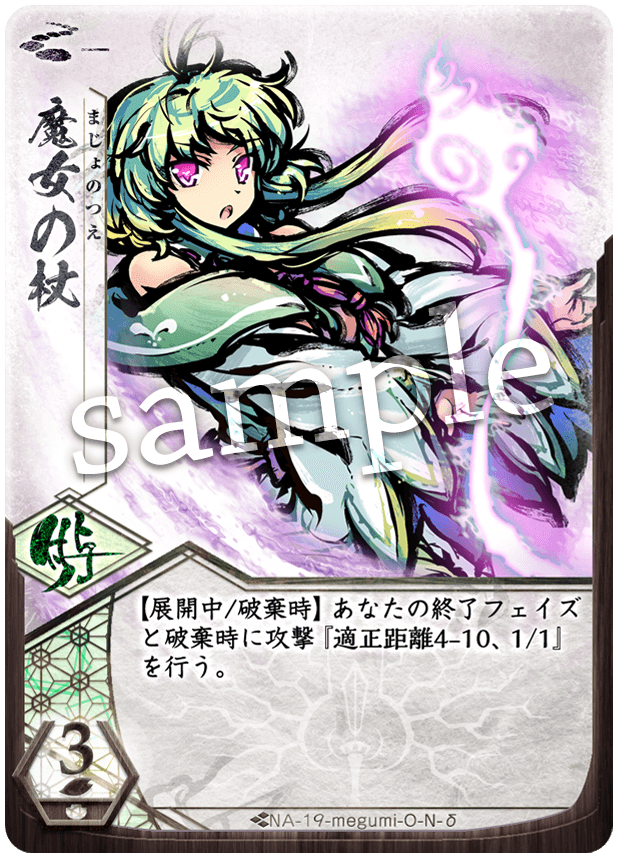 魔女の杖
まじょのつえ
sample
【展開中/破棄時】あなたの終了フェイズ
と破棄時に攻撃『適正距離4-10、1/1』
を行う。
3
NA-19-megumi-O-N-δ